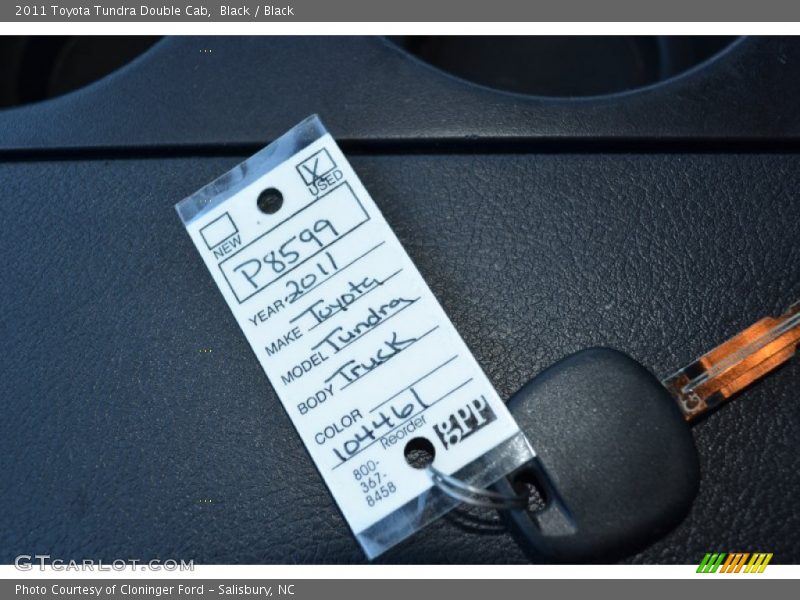 2011 Toyota Tundra Double Cab,  Black / Black
X
USED
NEW
P8599
YEAR 2011
MAKE Toyota
MODEL Tundra
BODY Truck
COLOR
104461
Reorder
800-
367-
8458
GTCARLOT.COM
Photo Courtesy of Cloninger Ford – Salisbury, NC